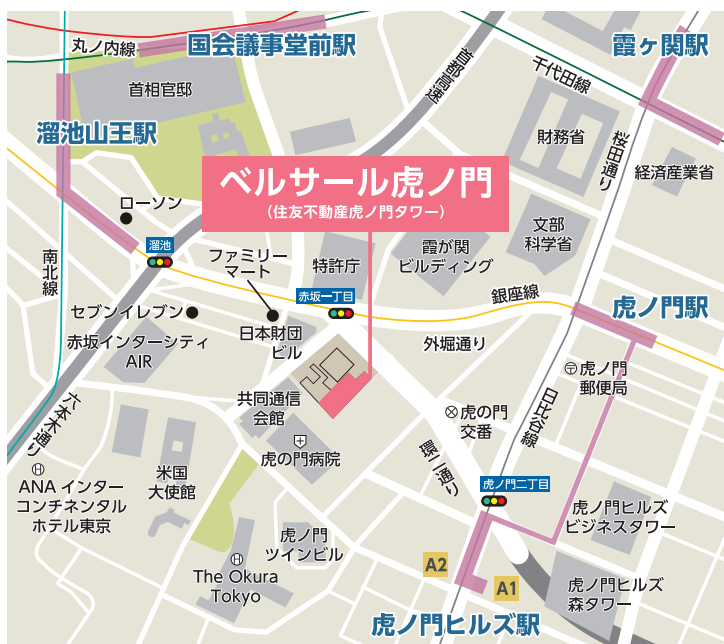 丸ノ内線
国会議事堂前駅
霞ヶ関駅
首相官邸
首都高速
千代田線
財務省
桜田通り
経済産業省
溜池山王駅
ベルサール虎ノ門
(住友不動産虎ノ門タワー)
ローソン
文部
科学省
南北線
溜池
ファミリー
マート
特許庁
霞が関
ビルディング
赤坂一丁目
銀座線
虎ノ門駅
セブンイレブン
赤坂インターシティ
AIR
日本財団
ビル
外堀通り
虎ノ門
郵便局
共同通信
会館
虎の門
交番
日比谷線
六本木通り
虎の門病院
環二通り
米国
大使館
ANA インター
コンチネンタル
ホテル東京
虎ノ門二丁目
虎ノ門ヒルズ
ビジネスタワー
虎ノ門
ツインビル
The Okura
Tokyo
A2
A1
虎ノ門ヒルズ
森タワー
虎ノ門ヒルズ駅